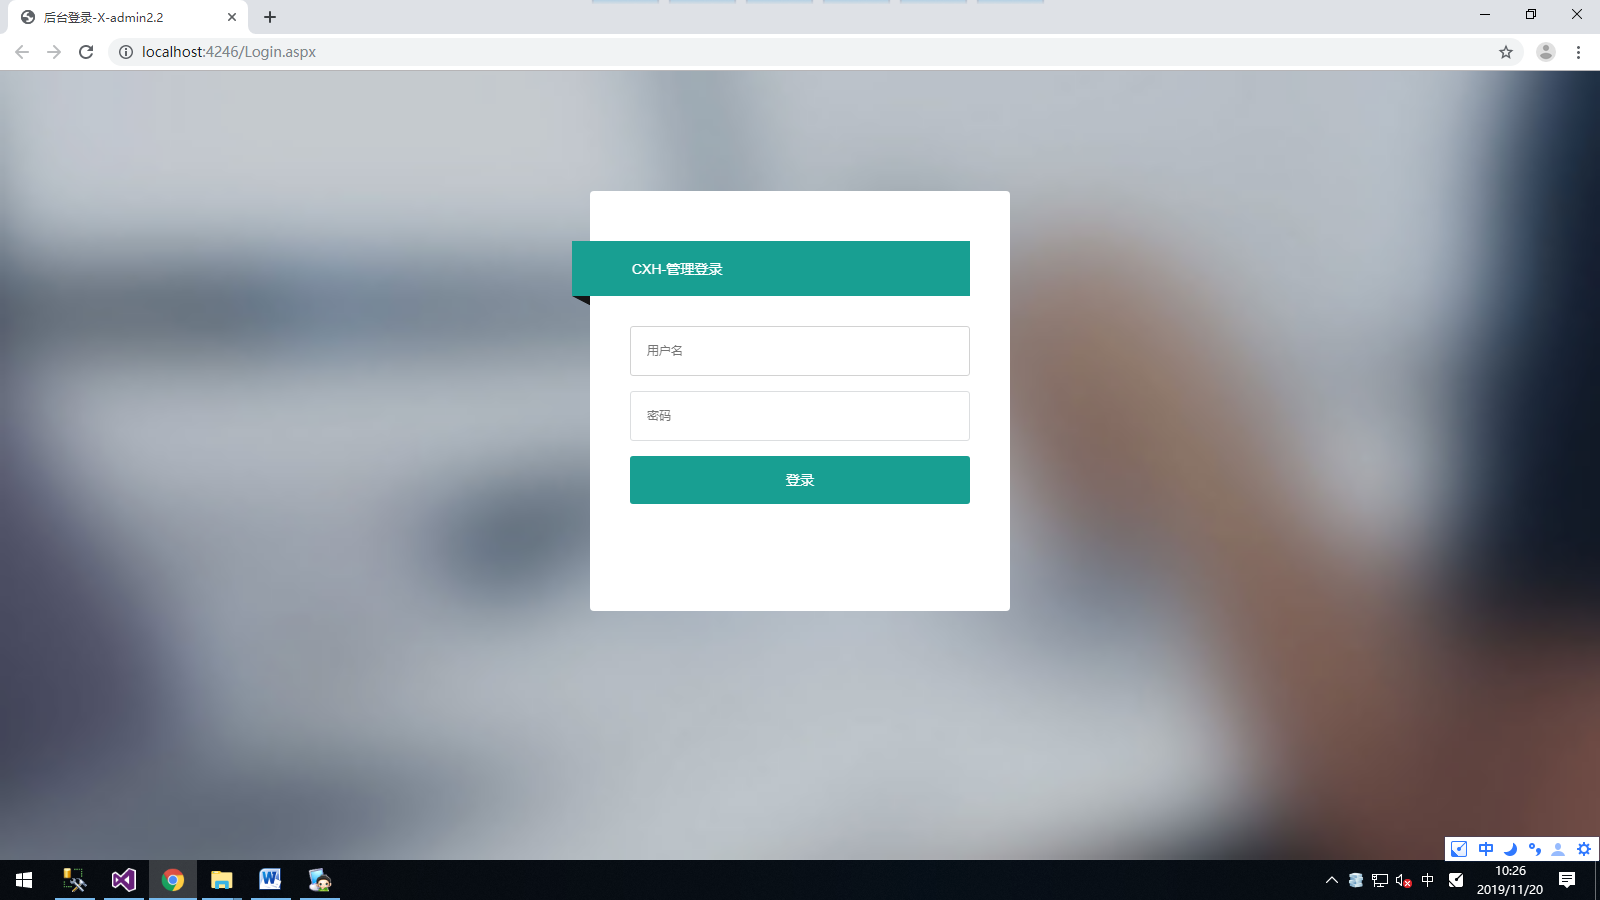 后台登录-X-admin2.2
localhost:4246/Login.aspx
CXH-管理登录
用户名
密码
登录
中
中
10:26
2019/11/20